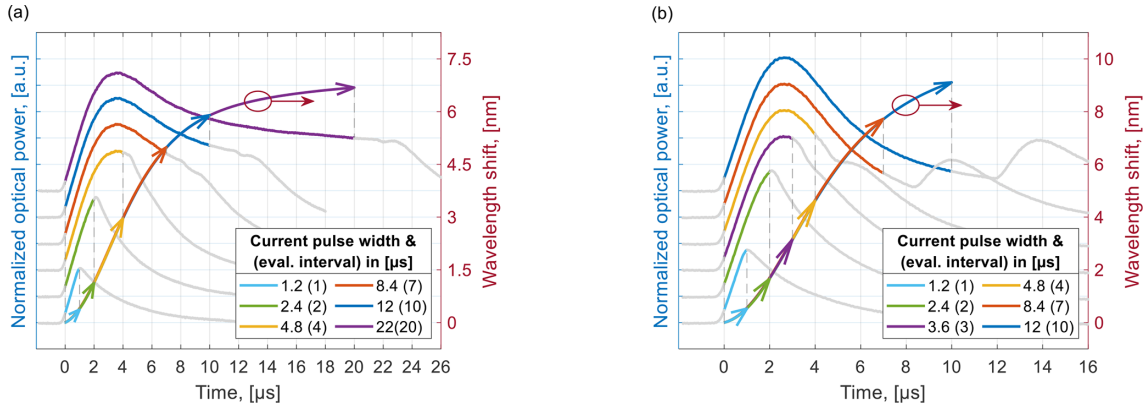 (a)
Normalized optical power, [a.u.]
7.5
6
4.5
3
1.5
0
Wavelength shift, [nm]
Current pulse width &
(eval. interval) in [µs]
1.2 (1) 8.4 (7)
2.4 (2) 12 (10)
4.8 (4) 22(20)
0 2 4 6 8 10 12 14 16 18 20 22 24 26
Time, [µs]
(b)
Normalized optical power, [a.u.]
10
8
6
4
2
0
Wavelength shift, [nm]
Current pulse width &
(eval. interval) in [µs]
1.2 (1) 4.8 (4)
2.4 (2) 8.4 (7)
3.6 (3) 12 (10)
0 2 4 6 8 10 12 14 16
Time, [µs]